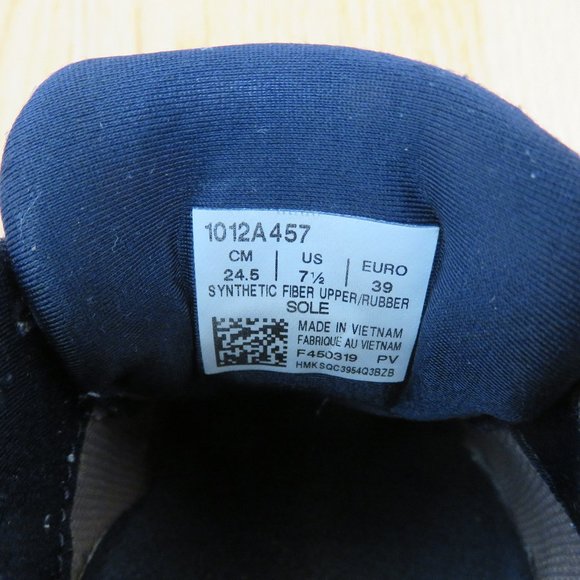 1012A457
CM US EURO
24.5 7½ 39
SYNTHETIC FIBER UPPER/RUBBER
SOLE
MADE IN VIETNAM
FABRIQUÉ AU VIETNAM
F450319 PV
HMKSQC3954Q3BZB